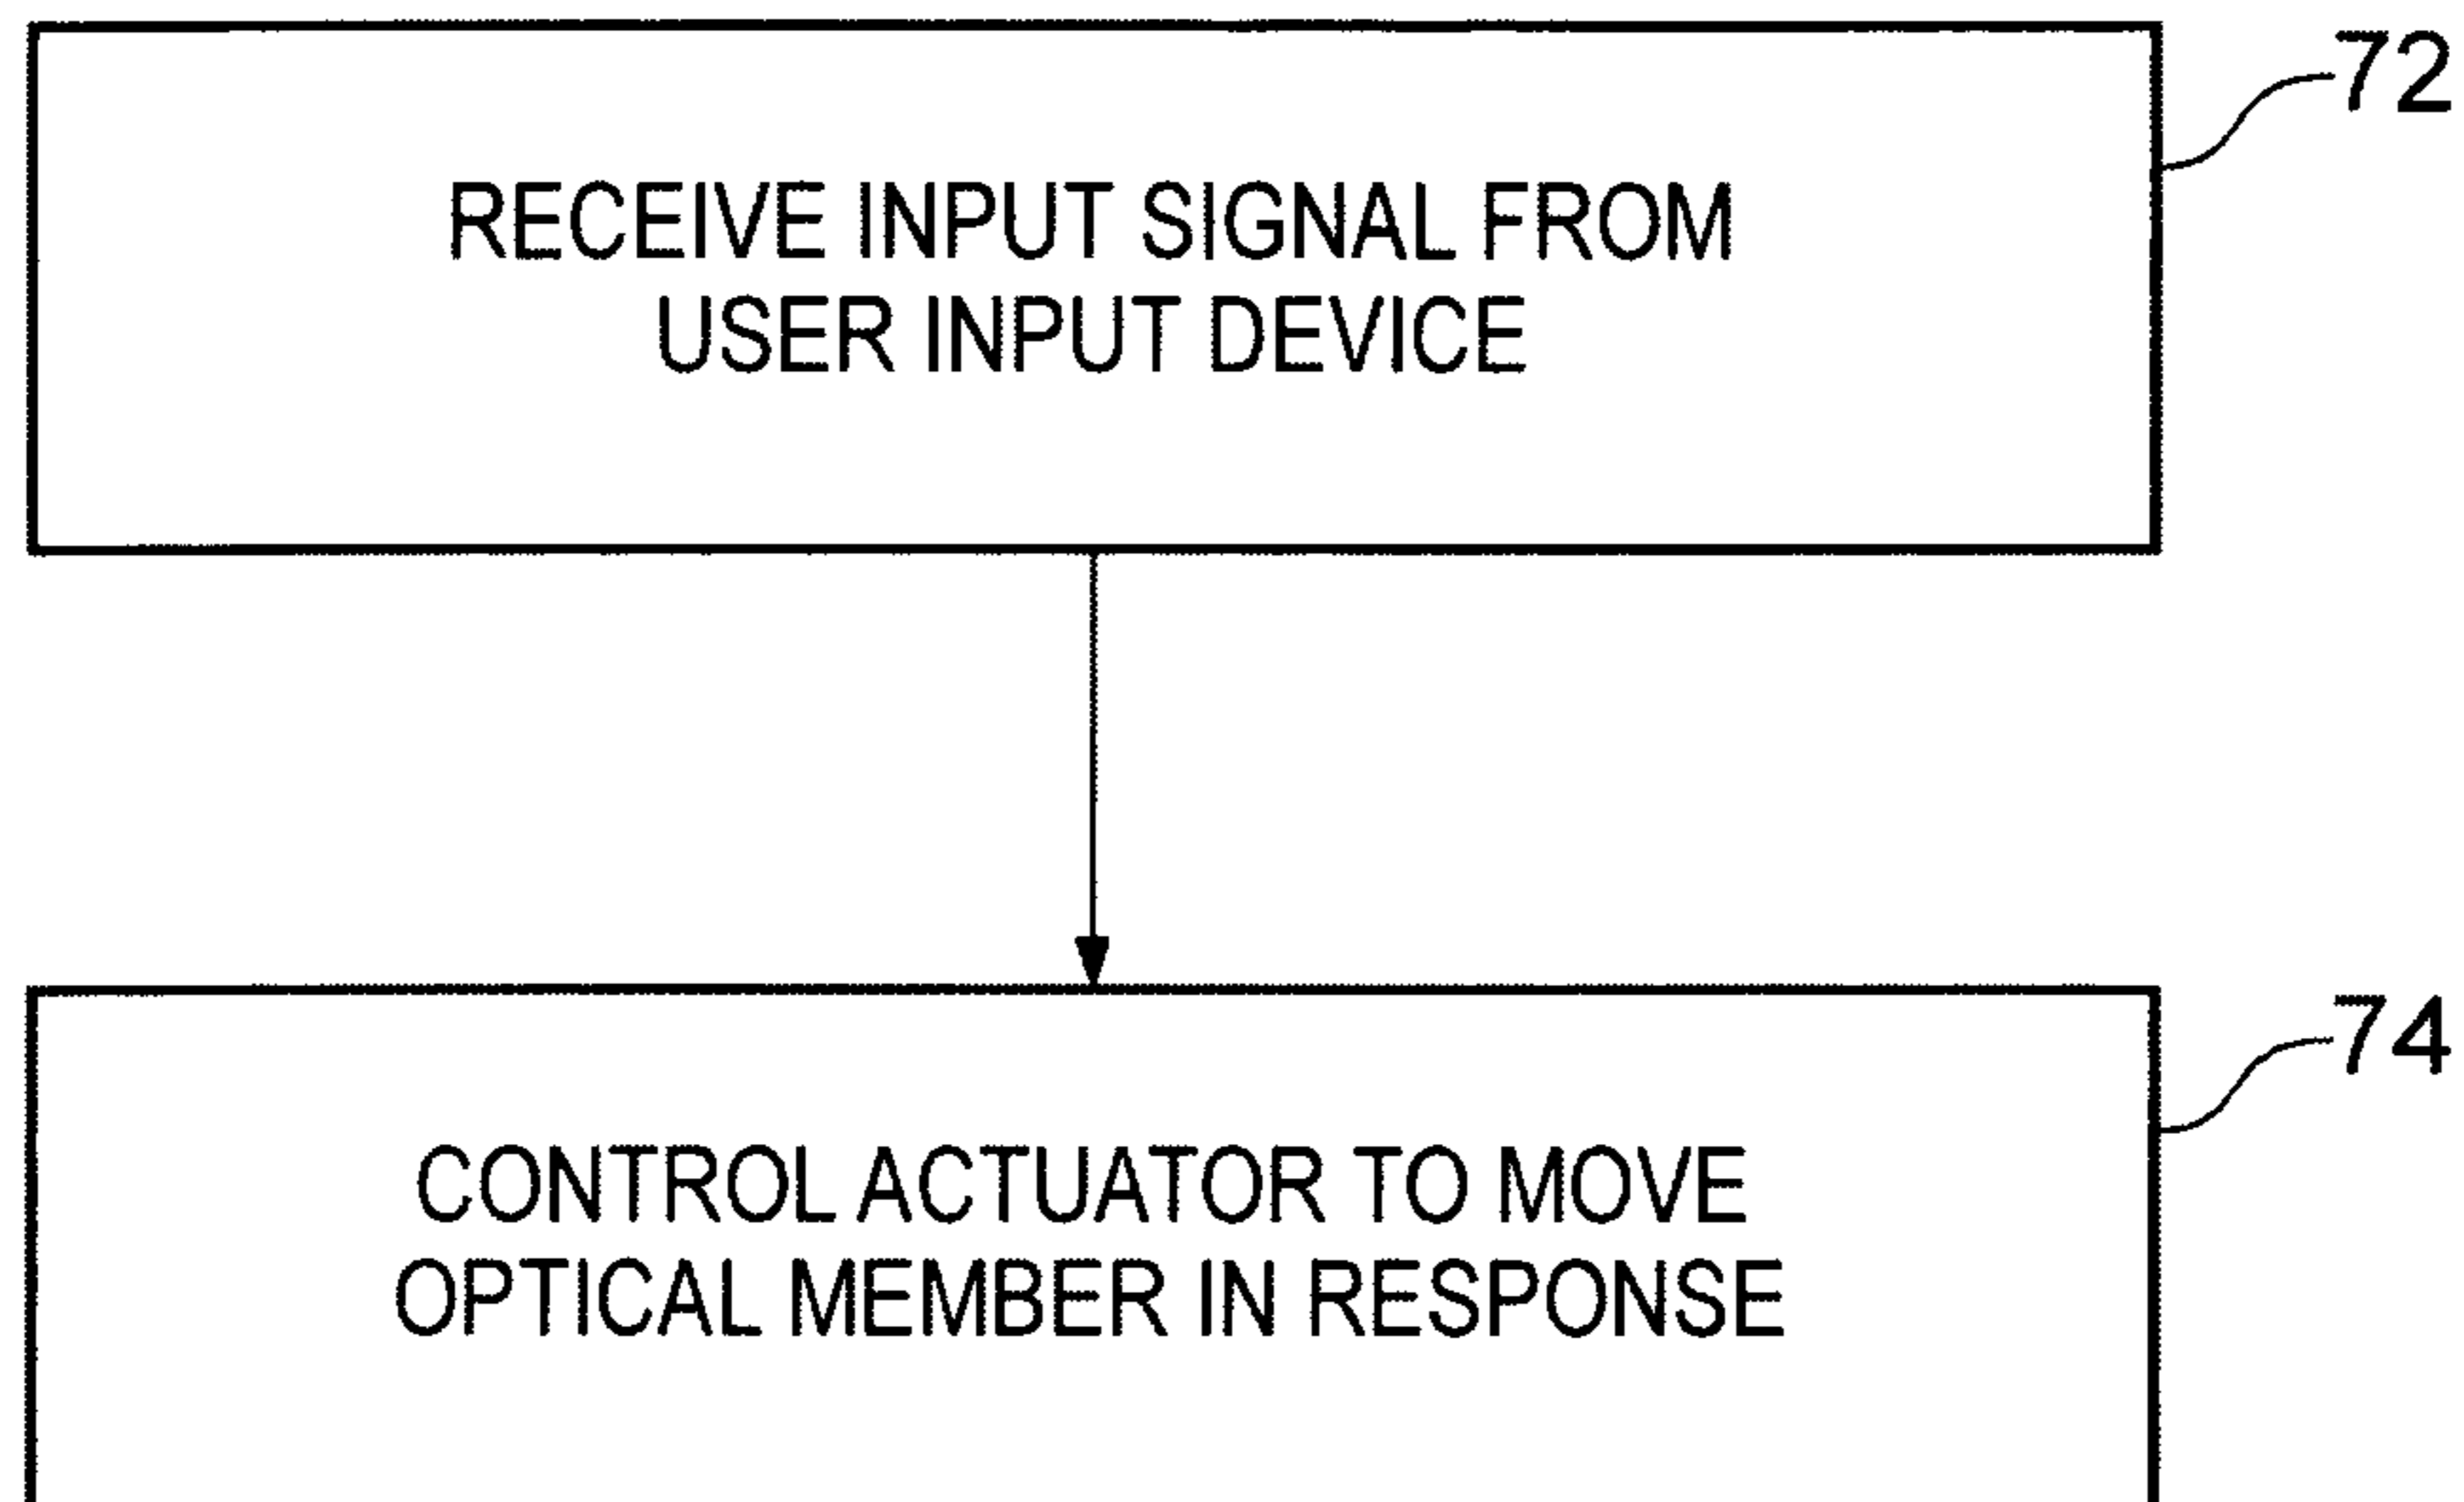 72
RECEIVE INPUT SIGNAL FROM
USER INPUT DEVICE
74
CONTROL ACTUATOR TO MOVE
OPTICAL MEMBER IN RESPONSE